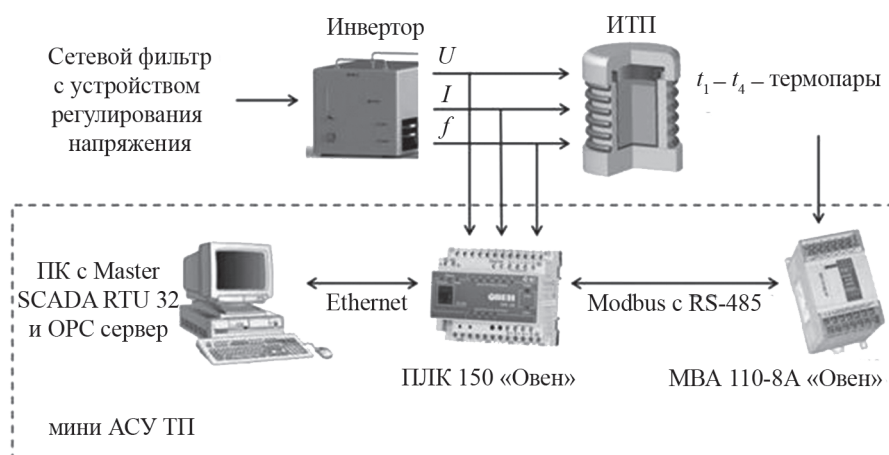 Инвертор
ИТП
Сетевой фильтр
с устройством
регулирования
напряжения
U
I
f
t1 – t4 – термопары
ПК с Master
SCADA RTU 32
и OPC сервер
Ethernet
ОВЕН
Modbus с RS-485
ПЛК 150 «Овен»
МВА 110-8А «Овен»
мини АСУ ТП